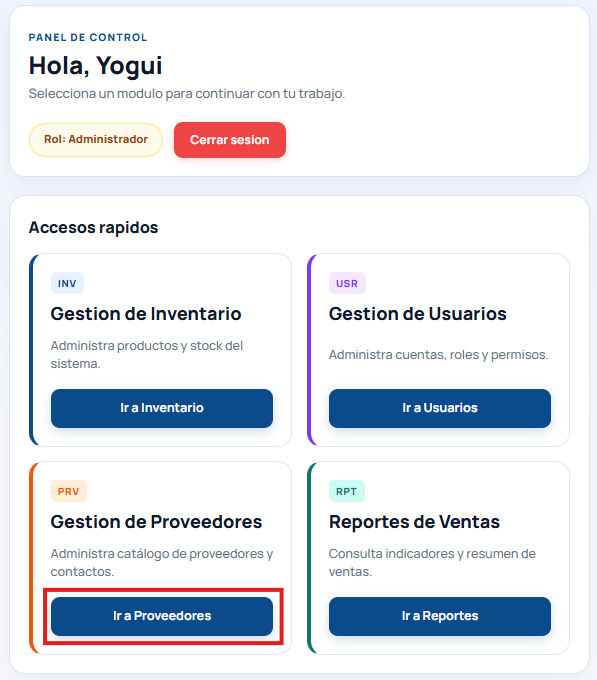 PANEL DE CONTROL
Hola, Yogui
Selecciona un modulo para continuar con tu trabajo.
Rol: Administrador
Cerrar sesion
Accesos rapidos
INV
Gestion de Inventario
Administra productos y stock del
sistema.
Ir a Inventario
USR
Gestion de Usuarios
Administra cuentas, roles y permisos.
Ir a Usuarios
PRV
Gestion de Proveedores
Administra catálogo de proveedores y
contactos.
Ir a Proveedores
RPT
Reportes de Ventas
Consulta indicadores y resumen de
ventas.
Ir a Reportes